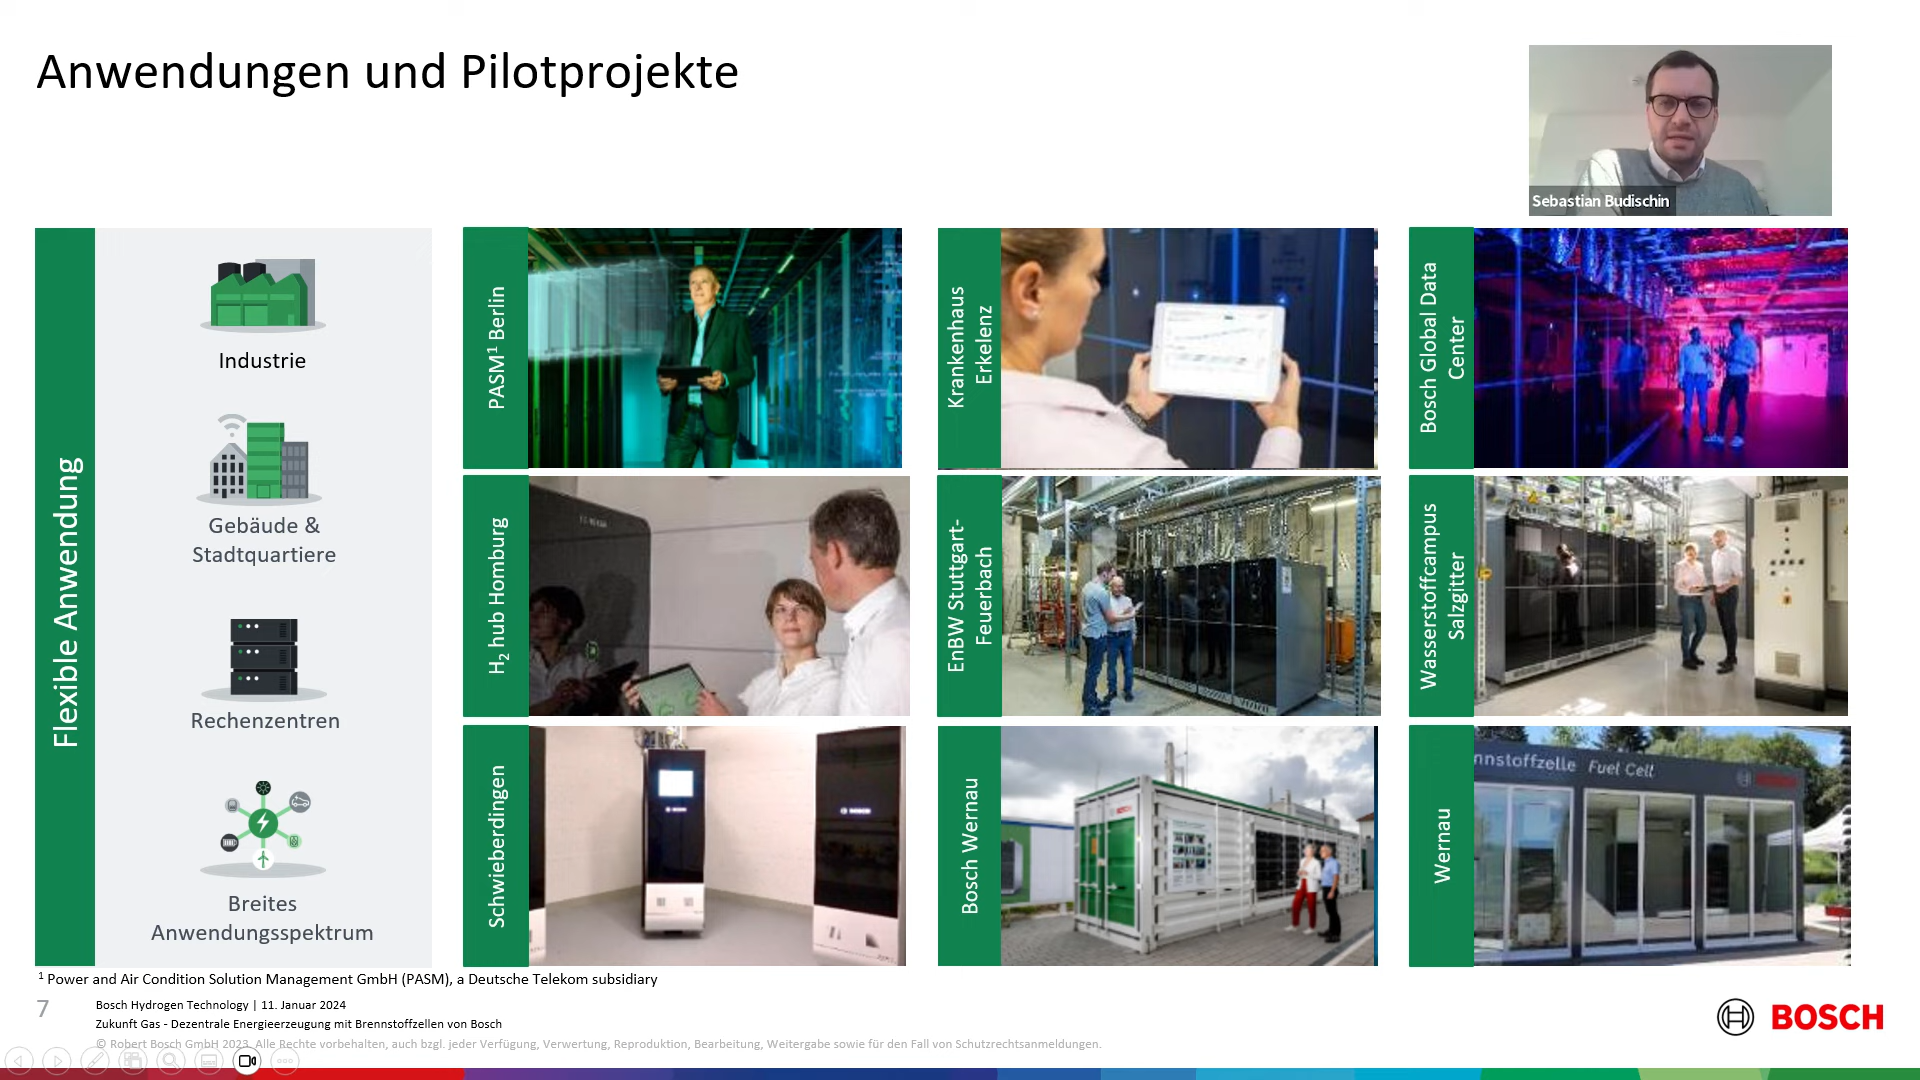 Anwendungen und Pilotprojekte
Sebastian Budischin
Flexible Anwendung
Industrie
Gebäude &
Stadtquartiere
Rechenzentren
Breites
Anwendungsspektrum
PASM¹ Berlin
Krankenhaus
Erkelenz
Bosch Global Data
Center
H₂ hub Homburg
EnBW Stuttgart-
Feuerbach
Wasserstoffcampus
Salzgitter
Schwieberdingen
Bosch Wernau
Wernau
nnstoffzelle Fuel Cell
¹ Power and Air Condition Solution Management GmbH (PASM), a Deutsche Telekom subsidiary
7
Bosch Hydrogen Technology | 11. Januar 2024
Zukunft Gas - Dezentrale Energieerzeugung mit Brennstoffzellen von Bosch
© Robert Bosch GmbH 2023. Alle Rechte vorbehalten, auch bzgl. jeder Verfügung, Verwertung, Reproduktion, Bearbeitung, Weitergabe sowie für den Fall von Schutzrechtsanmeldungen.
BOSCH